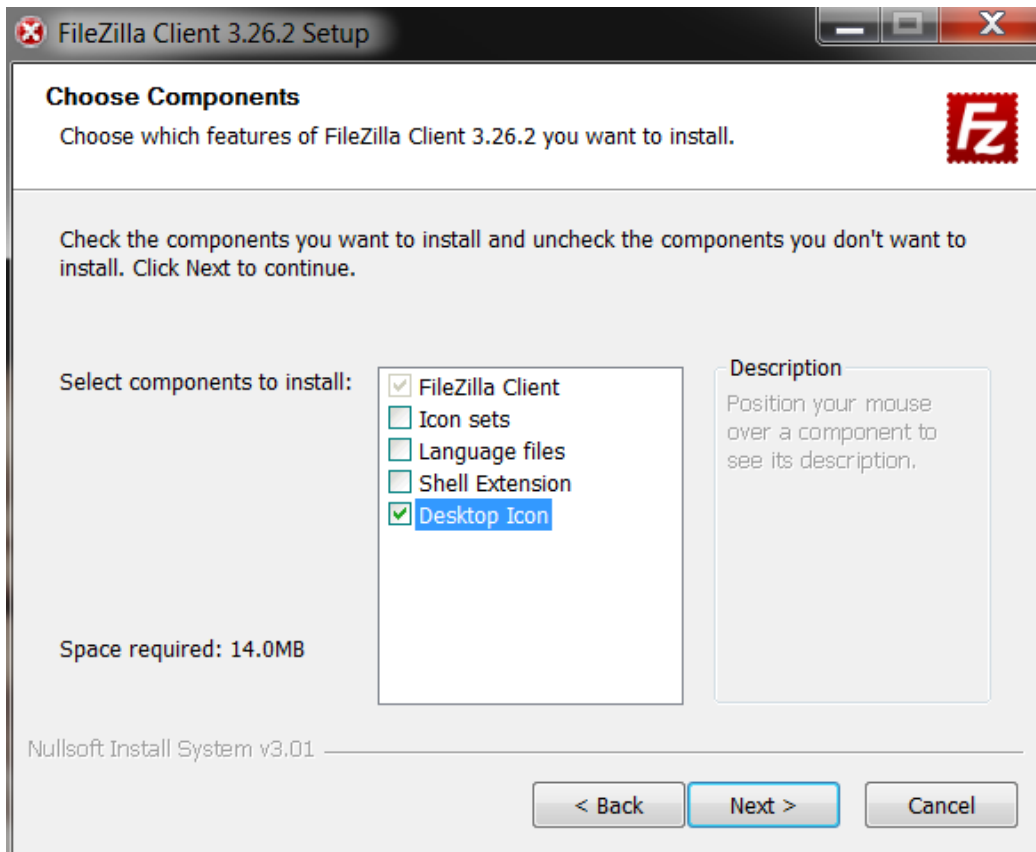 FileZilla Client 3.26.2 Setup
Choose Components
Choose which features of FileZilla Client 3.26.2 you want to install.
Fz
Check the components you want to install and uncheck the components you don't want to
install. Click Next to continue.
Select components to install:
FileZilla Client
Icon sets
Language files
Shell Extension
Desktop Icon
Description
Position your mouse
over a component to
see its description.
Space required: 14.0MB
Nullsoft Install System v3.01
< Back
Next >
Cancel